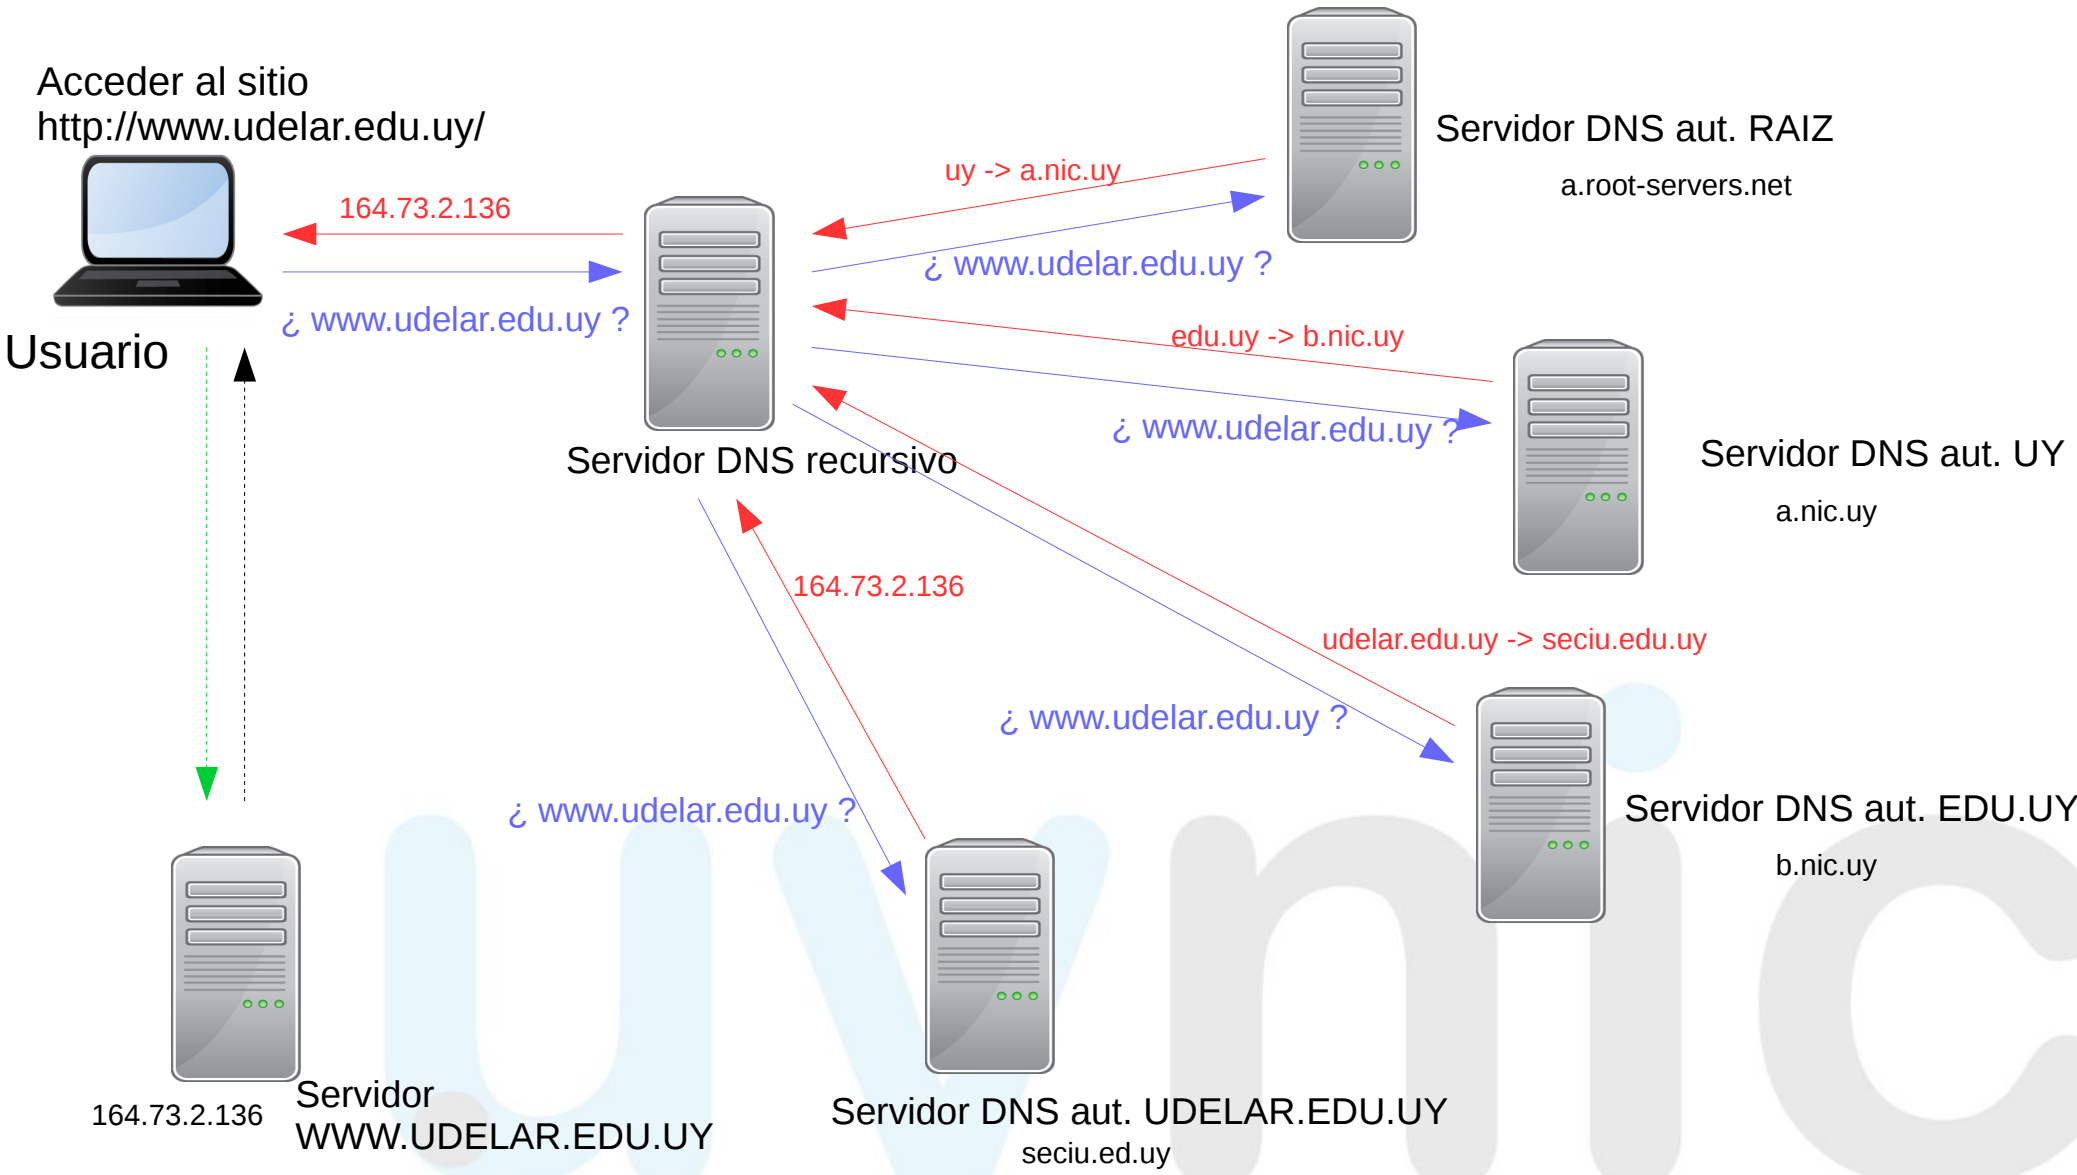 Acceder al sitio
http://www.udelar.edu.uy/
Usuario
164.73.2.136
¿ www.udelar.edu.uy ?
Servidor DNS recursivo
uy -> a.nic.uy
¿ www.udelar.edu.uy ?
Servidor DNS aut. RAIZ
a.root-servers.net
edu.uy -> b.nic.uy
¿ www.udelar.edu.uy ?
Servidor DNS aut. UY
a.nic.uy
udelar.edu.uy -> seciu.edu.uy
¿ www.udelar.edu.uy ?
Servidor DNS aut. EDU.UY
b.nic.uy
164.73.2.136
¿ www.udelar.edu.uy ?
Servidor DNS aut. UDELAR.EDU.UY
seciu.ed.uy
164.73.2.136
Servidor
WWW.UDELAR.EDU.UY
uynic